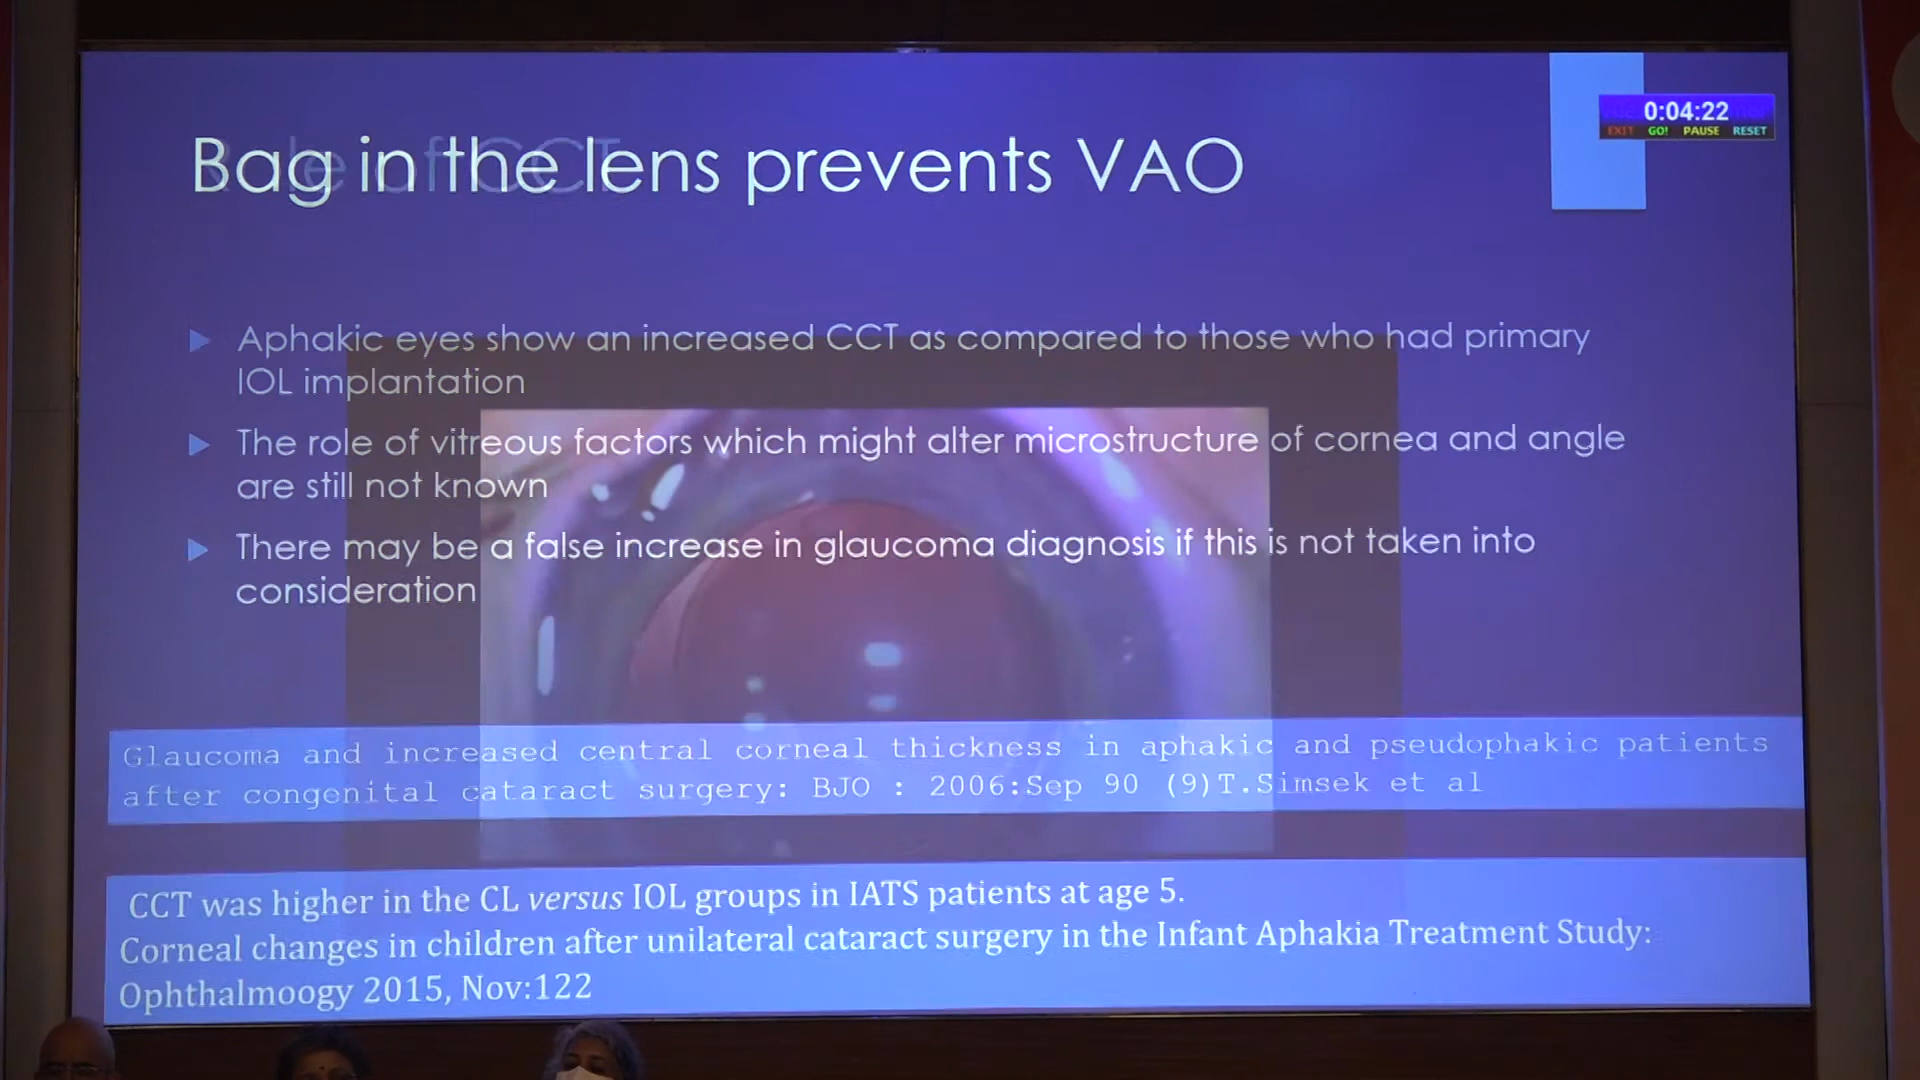 Bag in the lens prevents VAO
Role of CCT
0:04:22
EXIT GO! PAUSE RESET
Aphakic eyes show an increased CCT as compared to those who had primary
IOL implantation
The role of vitreous factors which might alter microstructure of cornea and angle
are still not known
There may be a false increase in glaucoma diagnosis if this is not taken into
consideration
Glaucoma and increased central corneal thickness in aphakic and pseudophakic patients
after congenital cataract surgery: BJO : 2006:Sep 90 (9)T.Simsek et al
CCT was higher in the CL versus IOL groups in IATS patients at age 5.
Corneal changes in children after unilateral cataract surgery in the Infant Aphakia Treatment Study:
Ophthalmoogy 2015, Nov:122